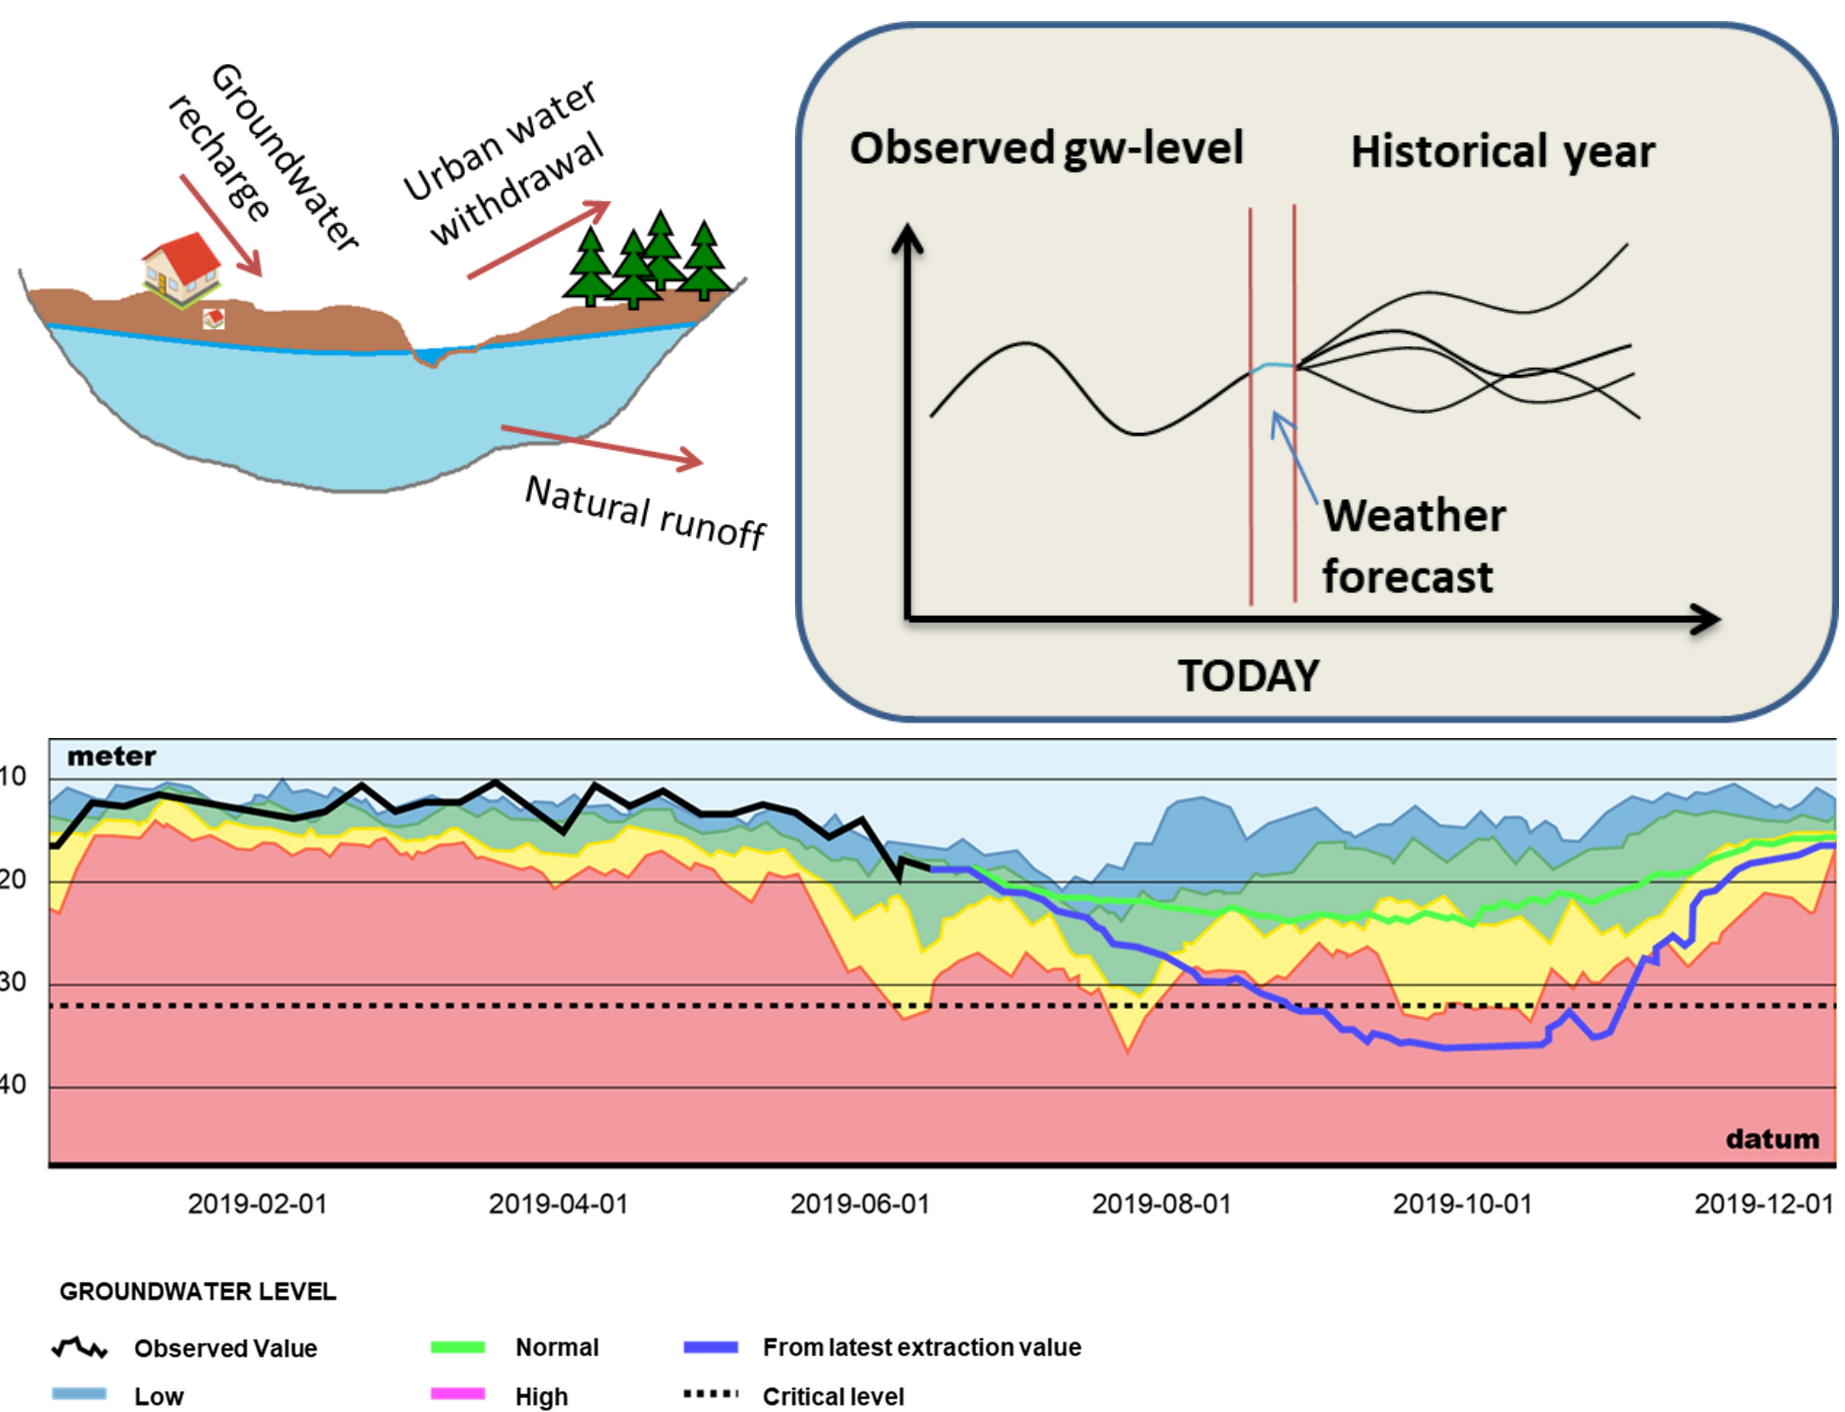 Groundwater
recharge
Urban water
withdrawal
Natural runoff
Observed gw-level
Historical year
Weather
forecast
TODAY
meter
10
20
30
40
datum
2019-02-01
2019-04-01
2019-06-01
2019-08-01
2019-10-01
2019-12-01
GROUNDWATER LEVEL
Observed Value
Normal
From latest extraction value
Low
High
Critical level